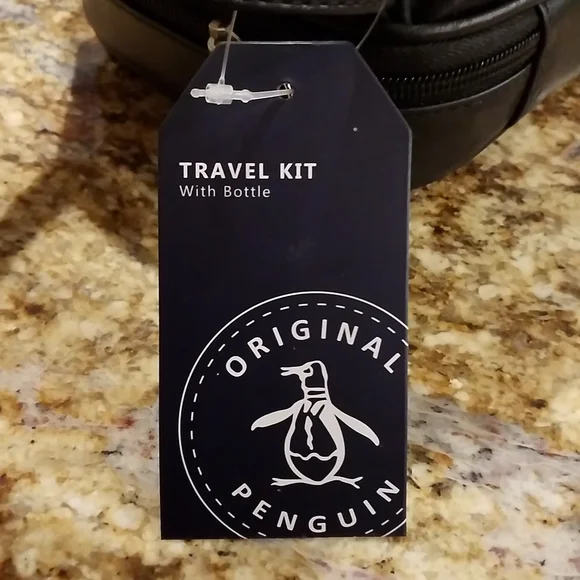 TRAVEL KIT
With Bottle
ORIGINAL
PENGUIN